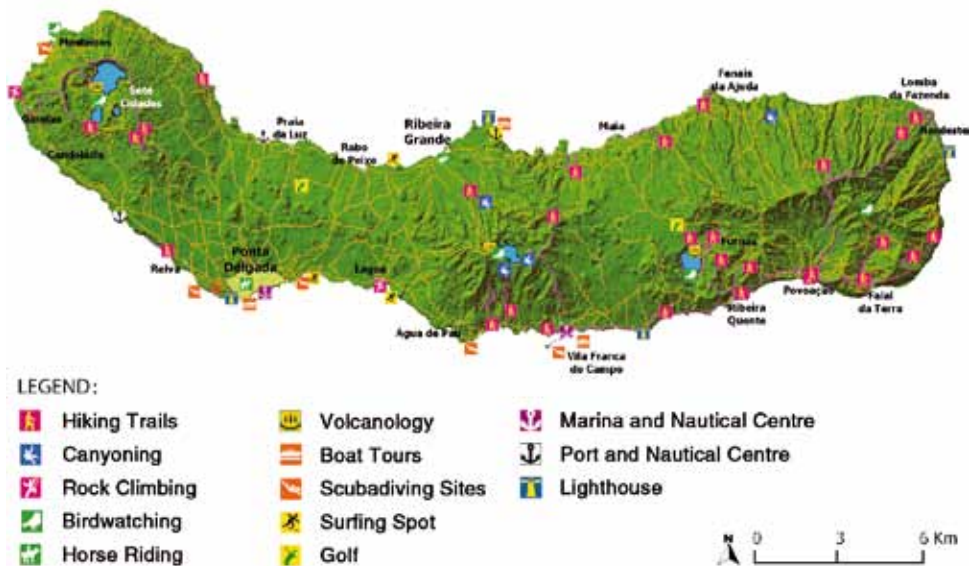 Mosteiros
Sete
Cidades
Ginetes
Candelária
Relva
Ponta
Delgada
Praia
de Luz
Rabo
de Peixe
Ribeira
Grande
Lagoa
Água de Pau
Vila Franca
do Campo
Maia
Fenais
da Ajuda
Lomba
da Fazenda
Nordeste
Furnas
Ribeira
Quente
Povoação
Faial
da Terra
LEGEND:
Hiking Trails
Canyoning
Rock Climbing
Birdwatching
Horse Riding
Volcanology
Boat Tours
Scubadiving Sites
Surfing Spot
Golf
Marina and Nautical Centre
Port and Nautical Centre
Lighthouse
N
0 3 6 Km